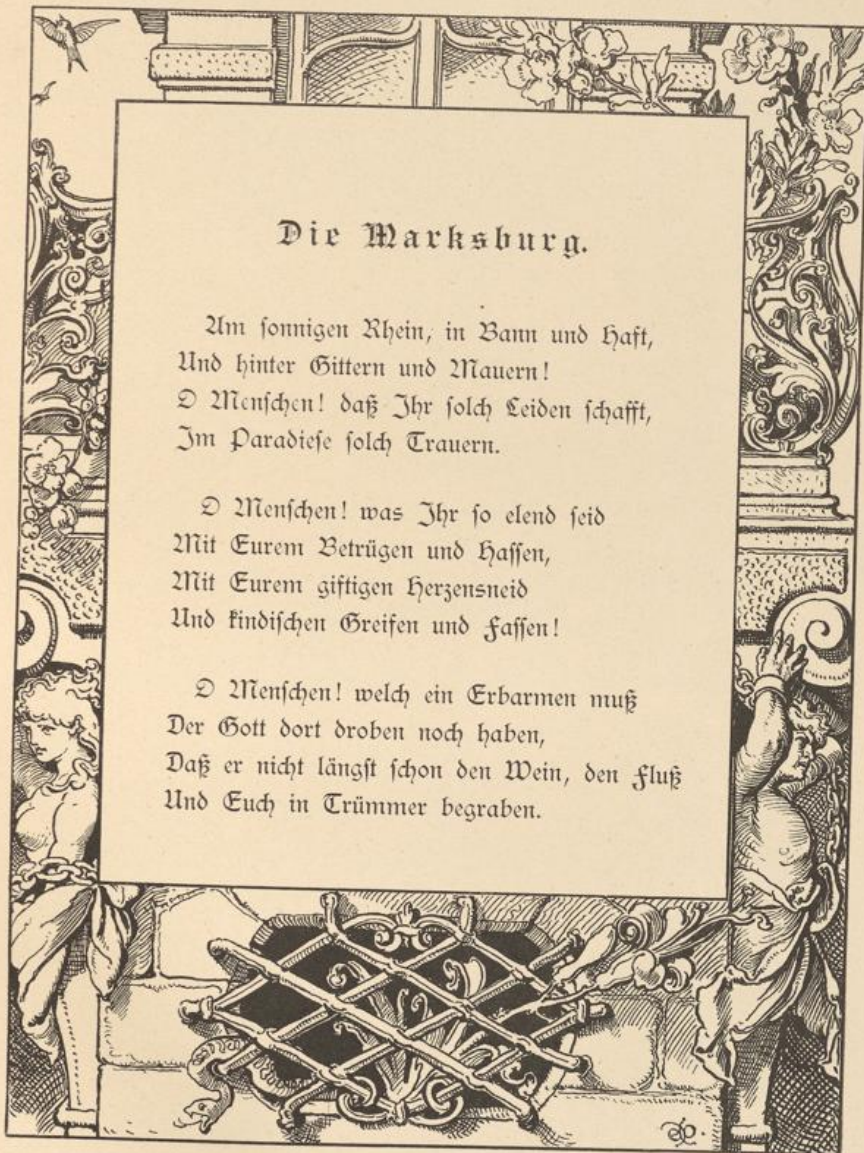 Die Marksburg.
Am sonnigen Rhein, in Bann und Haft,
Und hinter Gittern und Mauern!
O Menschen! daß Ihr solch Leiden schafft,
Im Paradiese solch Trauern.
O Menschen! was Ihr so elend seid
Mit Eurem Betrügen und Hassen,
Mit Eurem giftigen Herzensneid
Und kindischen Greifen und Fassen!
O Menschen! welch ein Erbarmen muß
Der Gott dort droben noch haben,
Daß er nicht längst schon den Wein, den Fluß
Und Euch in Trümmer begraben.